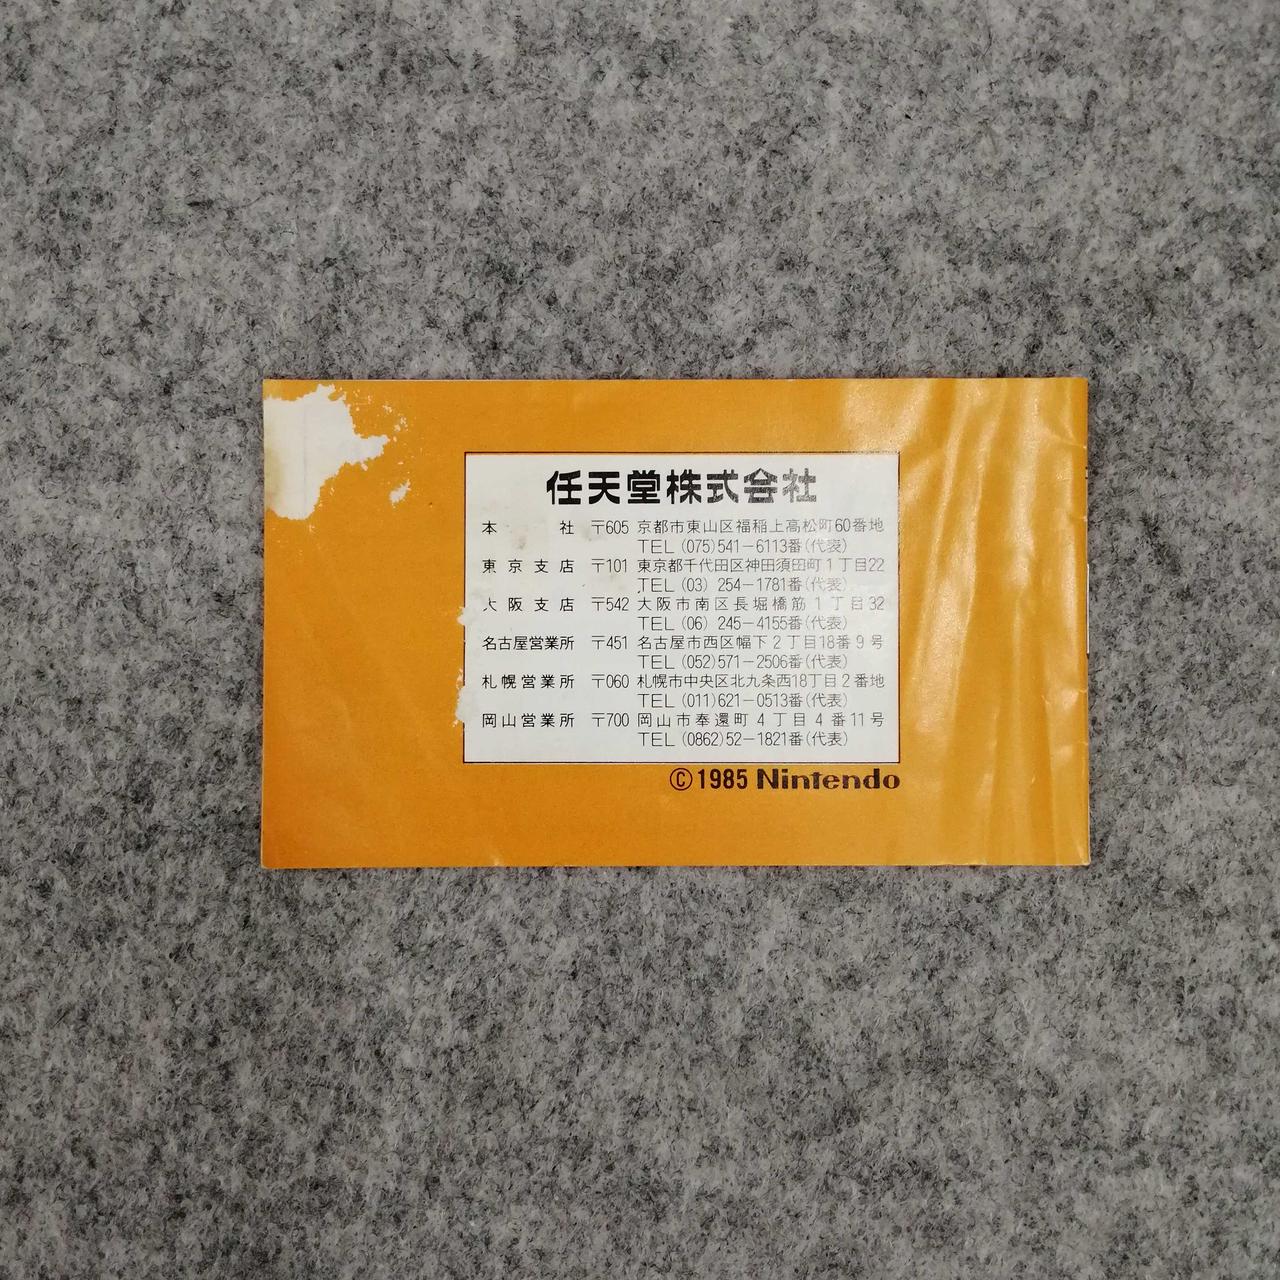 任天堂株式会社
本社 〒605 京都市東山区福稲上高松町60番地
TEL (075)541-6113番(代表)
東京支店 〒101 東京都千代田区神田須田町1丁目22
TEL (03) 254-1781番(代表)
大阪支店 〒542 大阪市南区長堀橋筋1丁目32
TEL (06) 245-4155番(代表)
名古屋営業所 〒451 名古屋市西区幅下2丁目18番9号
TEL (052)571-2506番(代表)
札幌営業所 〒060 札幌市中央区北九条西18丁目2番地
TEL (011)621-0513番(代表)
岡山営業所 〒700 岡山市奉還町4丁目4番11号
TEL (0862)52-1821番(代表)
©1985 Nintendo